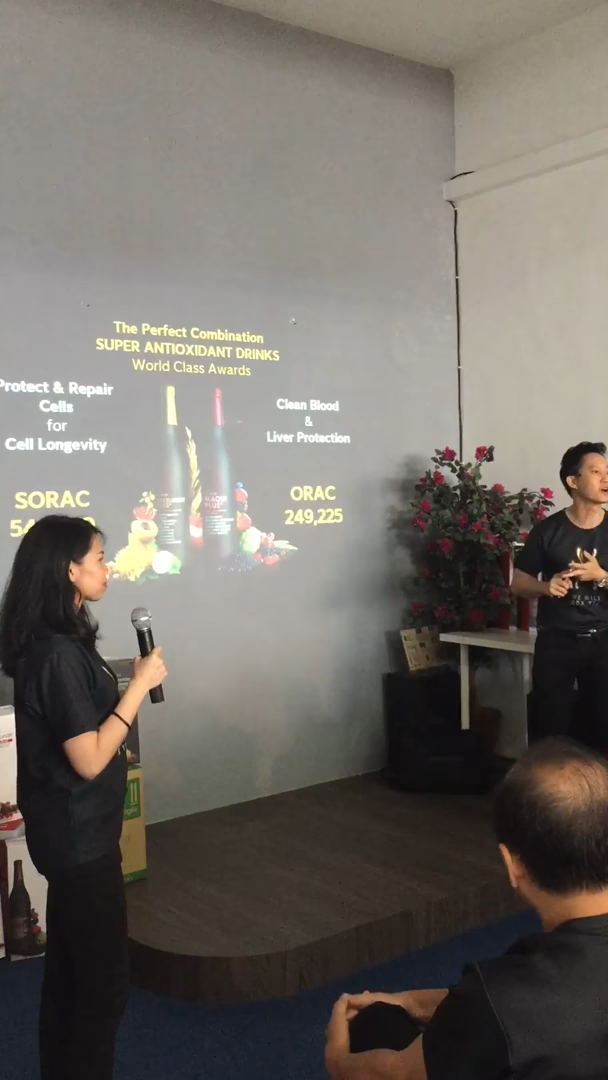 The Perfect Combination
SUPER ANTIOXIDANT DRINKS
World Class Awards
Protect & Repair
Cells
for
Cell Longevity
SORAC
Clean Blood
&
Liver Protection
ORAC
249,225